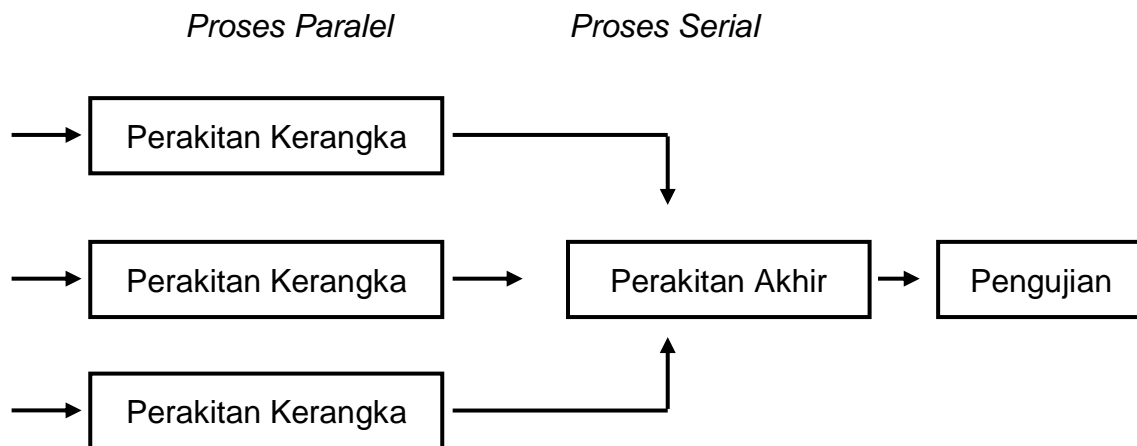 Proses Paralel Proses Serial
Perakitan Kerangka
Perakitan Kerangka Perakitan Akhir Pengujian
Perakitan Kerangka